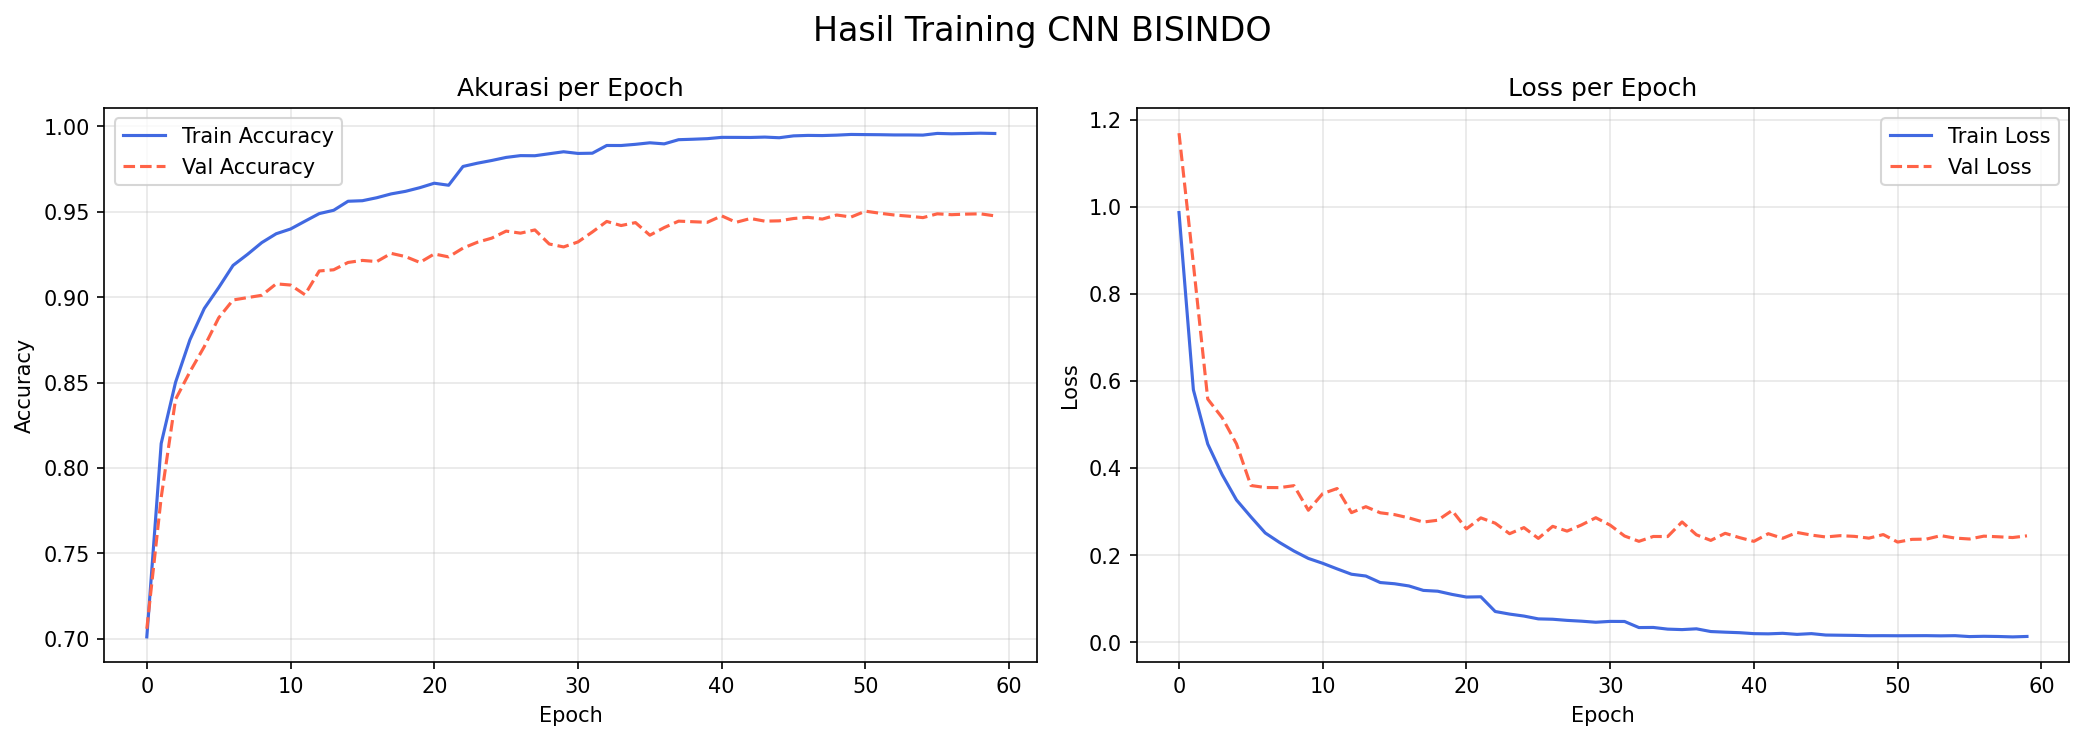 Hasil Training CNN BISINDO
Akurasi per Epoch
Train Accuracy
Val Accuracy
Accuracy
1.00
0.95
0.90
0.85
0.80
0.75
0.70
0 10 20 30 40 50 60
Epoch
Loss per Epoch
Train Loss
Val Loss
Loss
1.2
1.0
0.8
0.6
0.4
0.2
0.0
0 10 20 30 40 50 60
Epoch